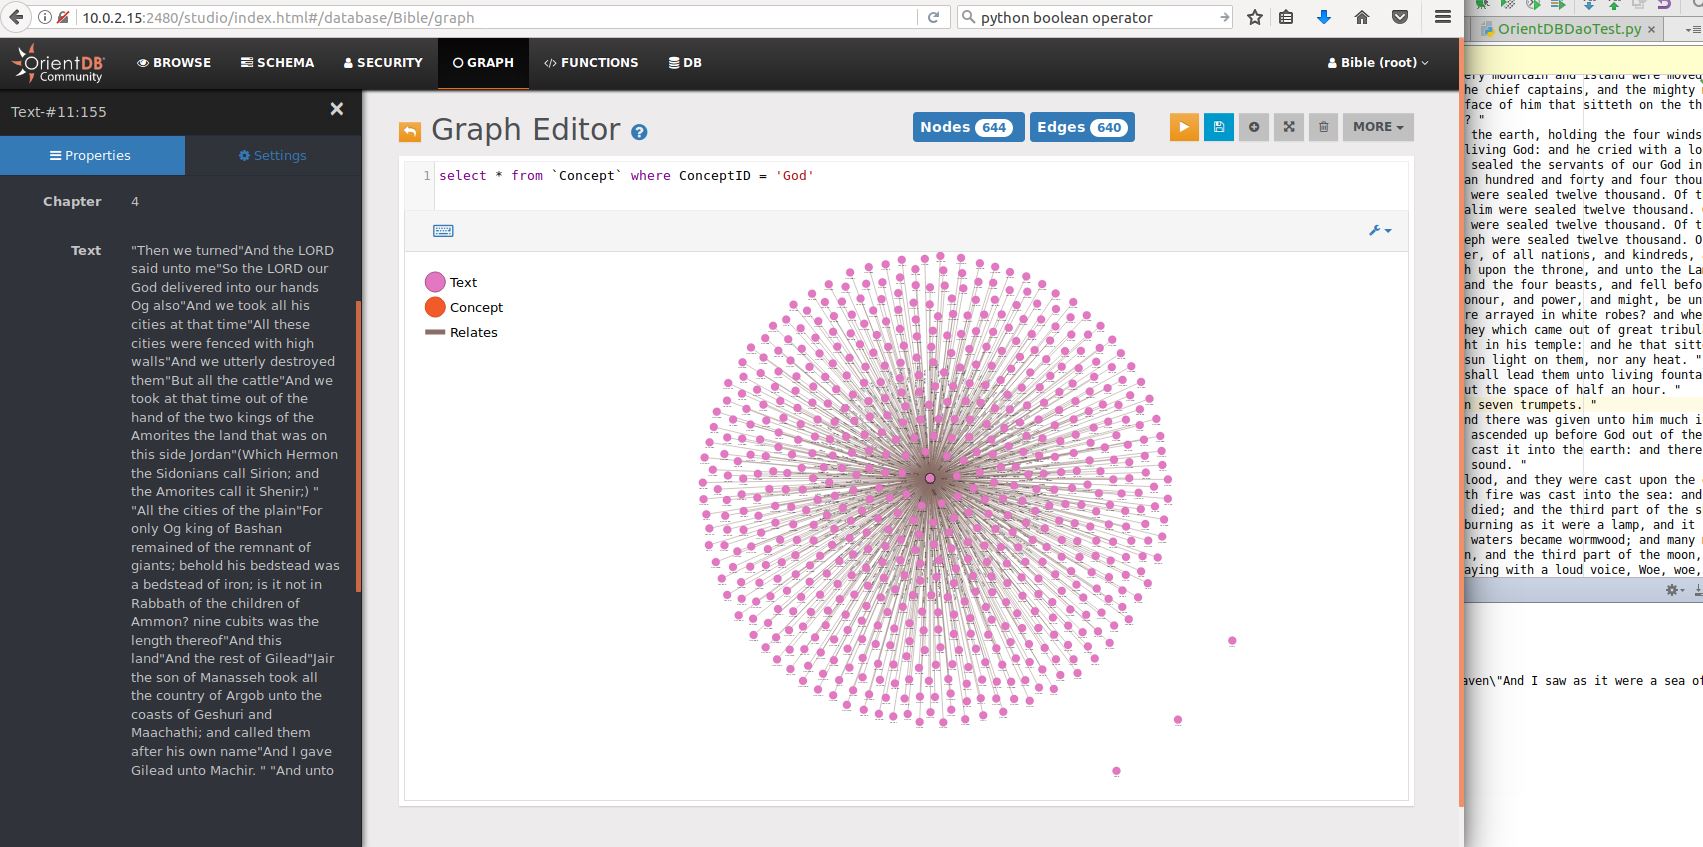 10.0.2.15:2480/studio/index.html#/database/Bible/graph
python boolean operator
OrientDB
Community
BROWSE
SCHEMA
SECURITY
GRAPH
</> FUNCTIONS
DB
Bible (root)
Text-#11:155
×
Properties
Settings
Chapter 4
Text
"Then we turned"And the LORD
said unto me"So the LORD our
God delivered into our hands
Og also"And we took all his
cities at that time"All these
cities were fenced with high
walls"And we utterly destroyed
them"But all the cattle"And we
took at that time out of the
hand of the two kings of the
Amorites the land that was on
this side Jordan"(Which Hermon
the Sidonians call Sirion; and
the Amorites call it Shenir;) "
"All the cities of the plain"For
only Og king of Bashan
remained of the remnant of
giants; behold his bedstead was
a bedstead of iron; is it not in
Rabbath of the children of
Ammon? nine cubits was the
length thereof"And this
land"And the rest of Gilead"Jair
the son of Manasseh took all
the country of Argob unto the
coasts of Geshuri and
Maachathi; and called them
after his own name"And I gave
Gilead unto Machir. " "And unto
Graph Editor ?
Nodes 644
Edges 640
MORE
1 select * from `Concept` where ConceptID = 'God'
Text
Concept
Relates
OrientDBDaoTest.py ×
ery mountain and island were moved
he chief captains, and the mighty
face of him that sitteth on the th
? "
the earth, holding the four winds
living God: and he cried with a lo
sealed the servants of our God in
an hundred and forty and four thou
were sealed twelve thousand. Of t
alim were sealed twelve thousand.
were sealed twelve thousand. Of t
eph were sealed twelve thousand. O
er, of all nations, and kindreds,
h upon the throne, and unto the La
and the four beasts, and fell befo
onour, and power, and might, be un
re arrayed in white robes? and whe
hey which came out of great tribul
ht in his temple: and he that sitt
sun light on them, nor any heat. "
shall lead them unto living founta
ut the space of half an hour. "
n seven trumpets. "
nd there was given unto him much i
ascended up before God out of the
cast it into the earth: and there
sound. "
lood, and they were cast upon the
th fire was cast into the sea: and
died; and the third part of the s
burning as it were a lamp, and it
waters became wormwood; and many
n, and the third part of the moon,
aying with a loud voice, Woe, woe,
aven\"And I saw as it were a sea of